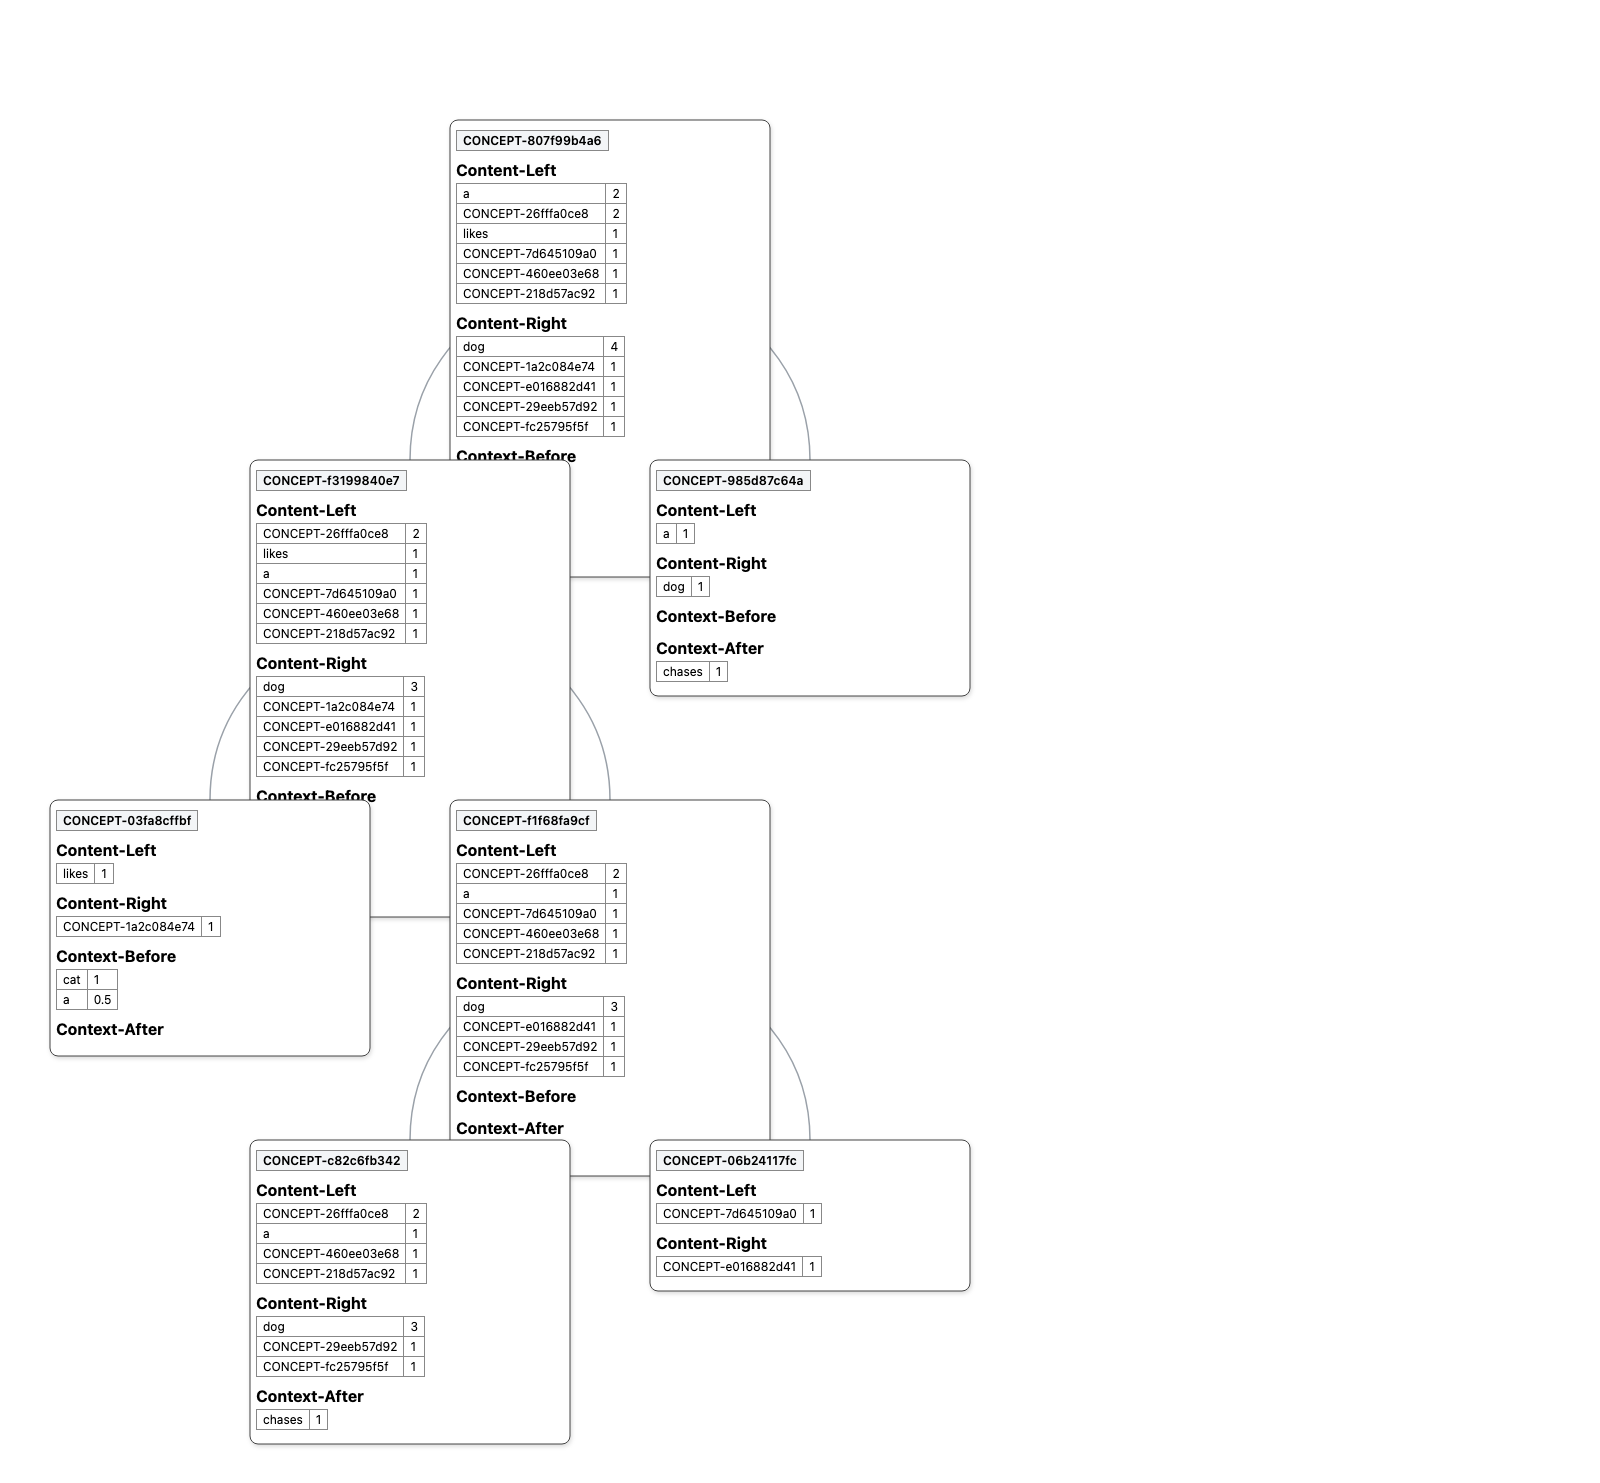 CONCEPT-807f99b4a6
Content-Left
a 2
CONCEPT-26fffa0ce8 2
likes 1
CONCEPT-7d645109a0 1
CONCEPT-460ee03e68 1
CONCEPT-218d57ac92 1
Content-Right
dog 4
CONCEPT-1a2c084e74 1
CONCEPT-e016882d41 1
CONCEPT-29eeb57d92 1
CONCEPT-fc25795f5f 1
Context-Before
CONCEPT-f3199840e7
Content-Left
CONCEPT-26fffa0ce8 2
likes 1
a 1
CONCEPT-7d645109a0 1
CONCEPT-460ee03e68 1
CONCEPT-218d57ac92 1
Content-Right
dog 3
CONCEPT-1a2c084e74 1
CONCEPT-e016882d41 1
CONCEPT-29eeb57d92 1
CONCEPT-fc25795f5f 1
Context-Before
CONCEPT-985d87c64a
Content-Left
a 1
Content-Right
dog 1
Context-Before
Context-After
chases 1
CONCEPT-03fa8cffbf
Content-Left
likes 1
Content-Right
CONCEPT-1a2c084e74 1
Context-Before
cat 1
a 0.5
Context-After
CONCEPT-f1f68fa9cf
Content-Left
CONCEPT-26fffa0ce8 2
a 1
CONCEPT-7d645109a0 1
CONCEPT-460ee03e68 1
CONCEPT-218d57ac92 1
Content-Right
dog 3
CONCEPT-e016882d41 1
CONCEPT-29eeb57d92 1
CONCEPT-fc25795f5f 1
Context-Before
Context-After
CONCEPT-c82c6fb342
Content-Left
CONCEPT-26fffa0ce8 2
a 1
CONCEPT-460ee03e68 1
CONCEPT-218d57ac92 1
Content-Right
dog 3
CONCEPT-29eeb57d92 1
CONCEPT-fc25795f5f 1
Context-After
chases 1
CONCEPT-06b24117fc
Content-Left
CONCEPT-7d645109a0 1
Content-Right
CONCEPT-e016882d41 1